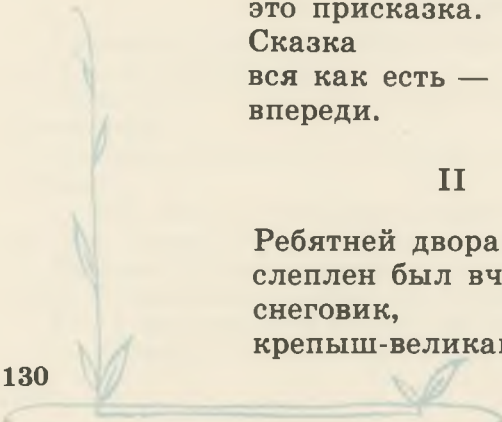 это присказка.
Сказка
вся как есть —
впереди.
II
Ребятней двора
слеплен был
снеговик,
130